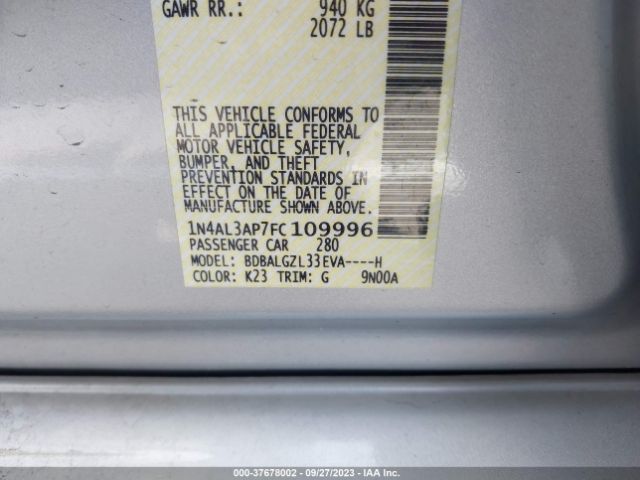 GAWR RR.: 940 KG
2072 LB
THIS VEHICLE CONFORMS TO
ALL APPLICABLE FEDERAL
MOTOR VEHICLE SAFETY,
BUMPER, AND THEFT
PREVENTION STANDARDS IN
EFFECT ON THE DATE OF
MANUFACTURE SHOWN ABOVE.
1N4AL3AP7FC109996
PASSENGER CAR 280
MODEL: BDBALGZL33EVA----H
COLOR: K23 TRIM: G 9N00A
000-37678002 - 09/27/2023 - IAA Inc.